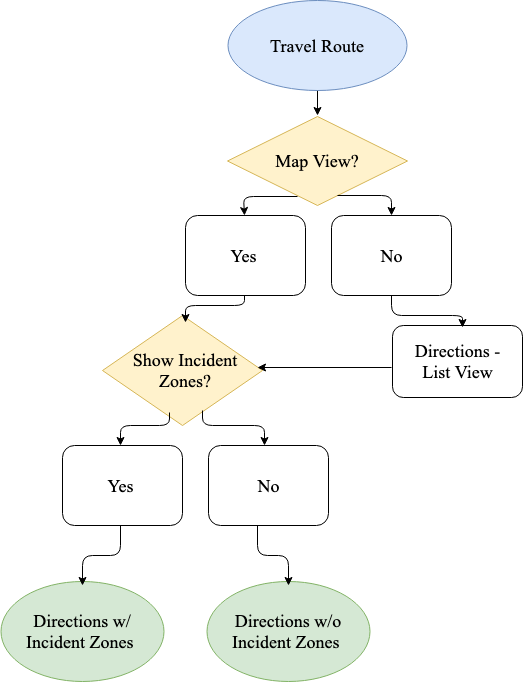 Travel Route
Map View?
Yes
No
Directions -
List View
Show Incident
Zones?
Yes
No
Directions w/
Incident Zones
Directions w/o
Incident Zones